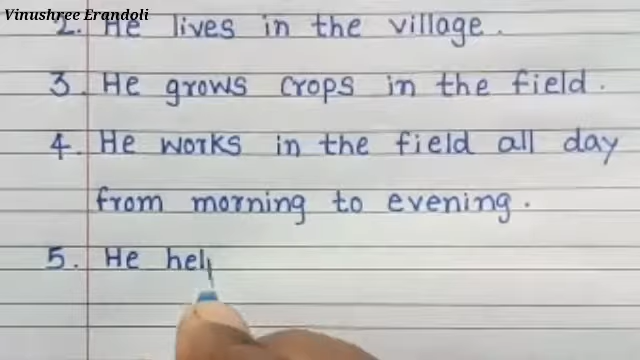 Vinushree Erandoli
2. He lives in the village.
3. He grows crops in the field.
4. He works in the field all day
from morning to evening.
5. He hel